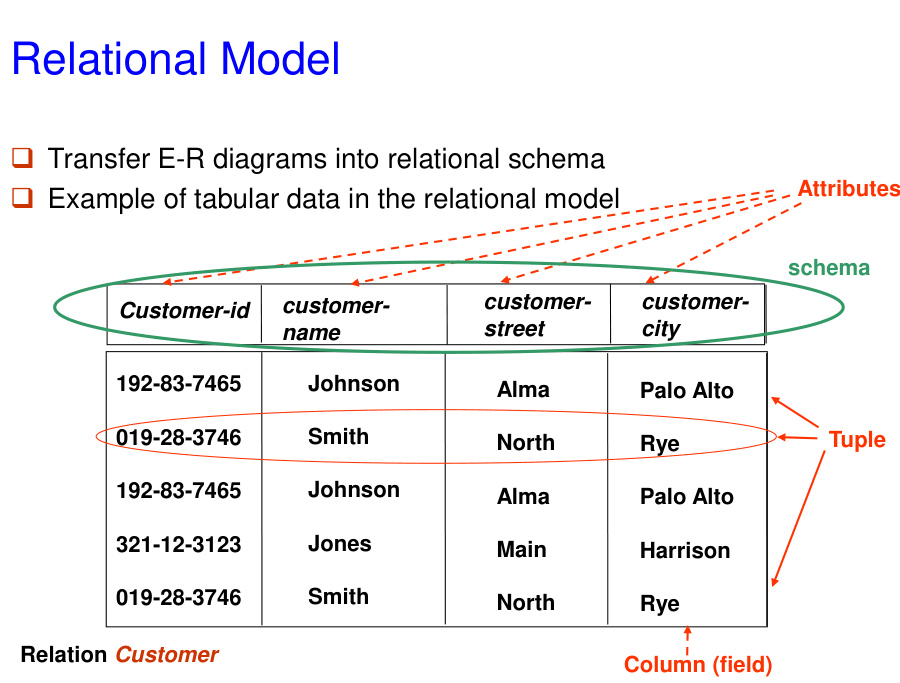 Relational Model
Transfer E-R diagrams into relational schema
Example of tabular data in the relational model
Attributes
schema
Customer-id customer-name customer-street customer-city
192-83-7465 Johnson Alma Palo Alto
019-28-3746 Smith North Rye
Tuple
192-83-7465 Johnson Alma Palo Alto
321-12-3123 Jones Main Harrison
019-28-3746 Smith North Rye
Relation Customer
Column (field)